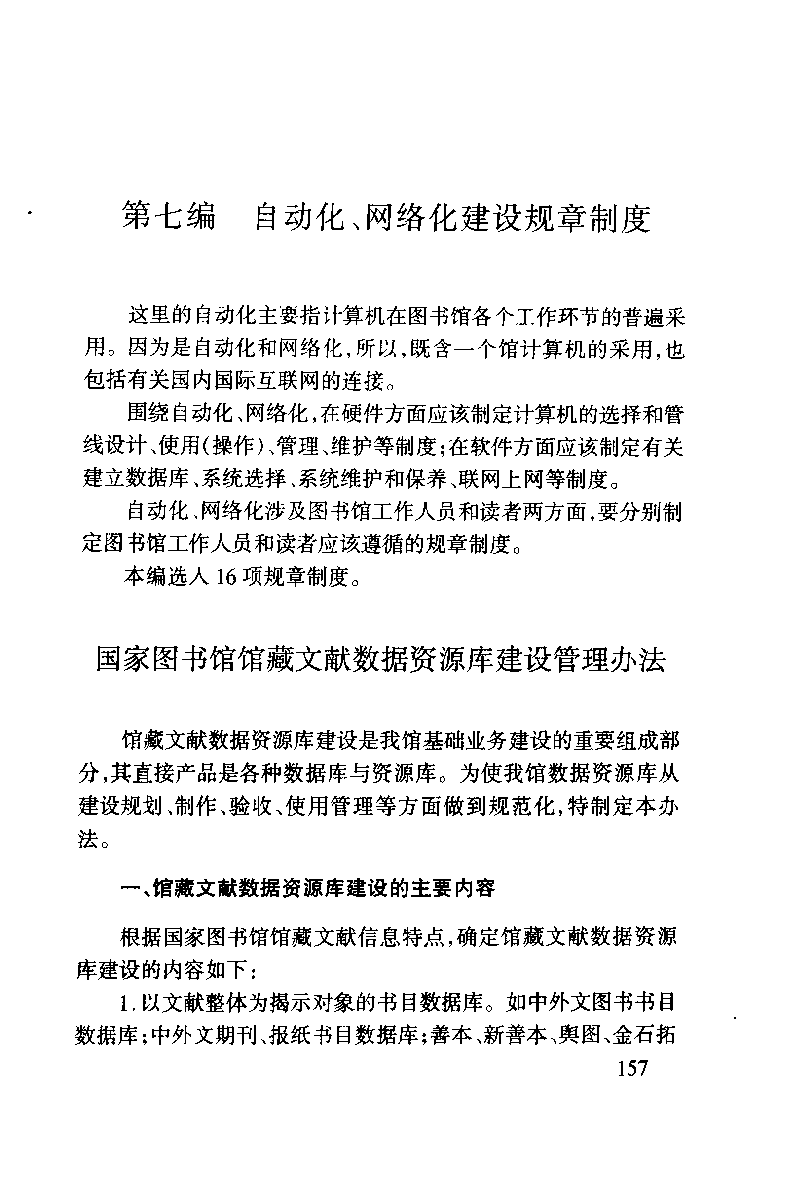 第七编　自动化、网络化建设规章制度
这里的自动化主要指计算机在图书馆各个工作环节的普遍采
用。因为是自动化和网络化,所以,既含一个馆计算机的采用,也
包括有关国内国际互联网的连接。
围绕自动化、网络化,在硬件方面应该制定计算机的选择和管
线设计、使用(操作)、管理、维护等制度;在软件方面应该制定有关
建立数据库、系统选择、系统维护和保养、联网上网等制度。
自动化、网络化涉及图书馆工作人员和读者两方面,要分别制
定图书馆工作人员和读者应该遵循的规章制度。
本编选人 16 项规章制度。
国家图书馆馆藏文献数据资源库建设管理办法
馆藏文献数据资源库建设是我馆基础业务建设的重要组成部
分,其直接产品是各种数据库与资源库。为使我馆数据资源库从
建设规划、制作、验收、使用管理等方面做到规范化,特制定本办
法。
一、馆藏文献数据资源库建设的主要内容
根据国家图书馆馆藏文献信息特点,确定馆藏文献数据资源
库建设的内容如下:
1.以文献整体为揭示对象的书目数据库。如中外文图书书目
数据库;中外文期刊、报纸书目数据库;善本、新善本、舆图、金石拓
157